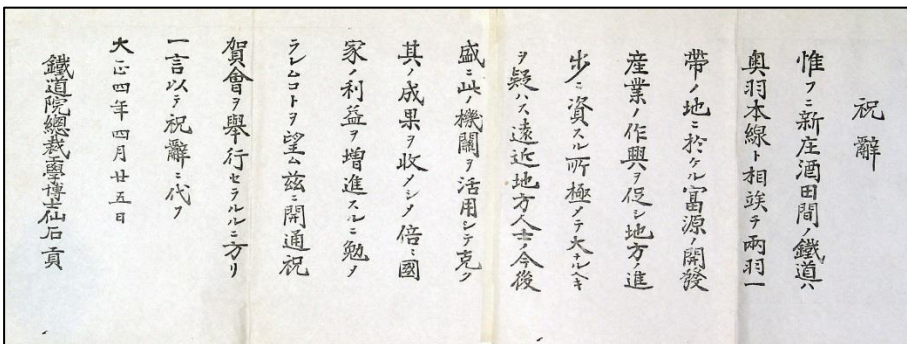 祝辭
惟フニ新庄酒田間ノ鐵道ハ
奥羽本線ト相竢テ兩羽一
帶ノ地ニ於ケル富源ノ開發
産業ノ作興ヲ促シ地方ノ進
步ニ資スル所極メテ大ナルヘキ
ヲ疑ハス遠近地方人士ノ今後
盛ニ此ノ機關ヲ活用シテ克ク
其ノ成果ヲ收メシメ倍〻國
家ノ利益ヲ增進スルニ勉メ
ラレムコトヲ望ム茲ニ開通祝
賀會ヲ舉行セラルルニ方リ
一言以テ祝辭ニ代フ
大正四年四月廿五日
鐵道院總裁工學博士仙石貢